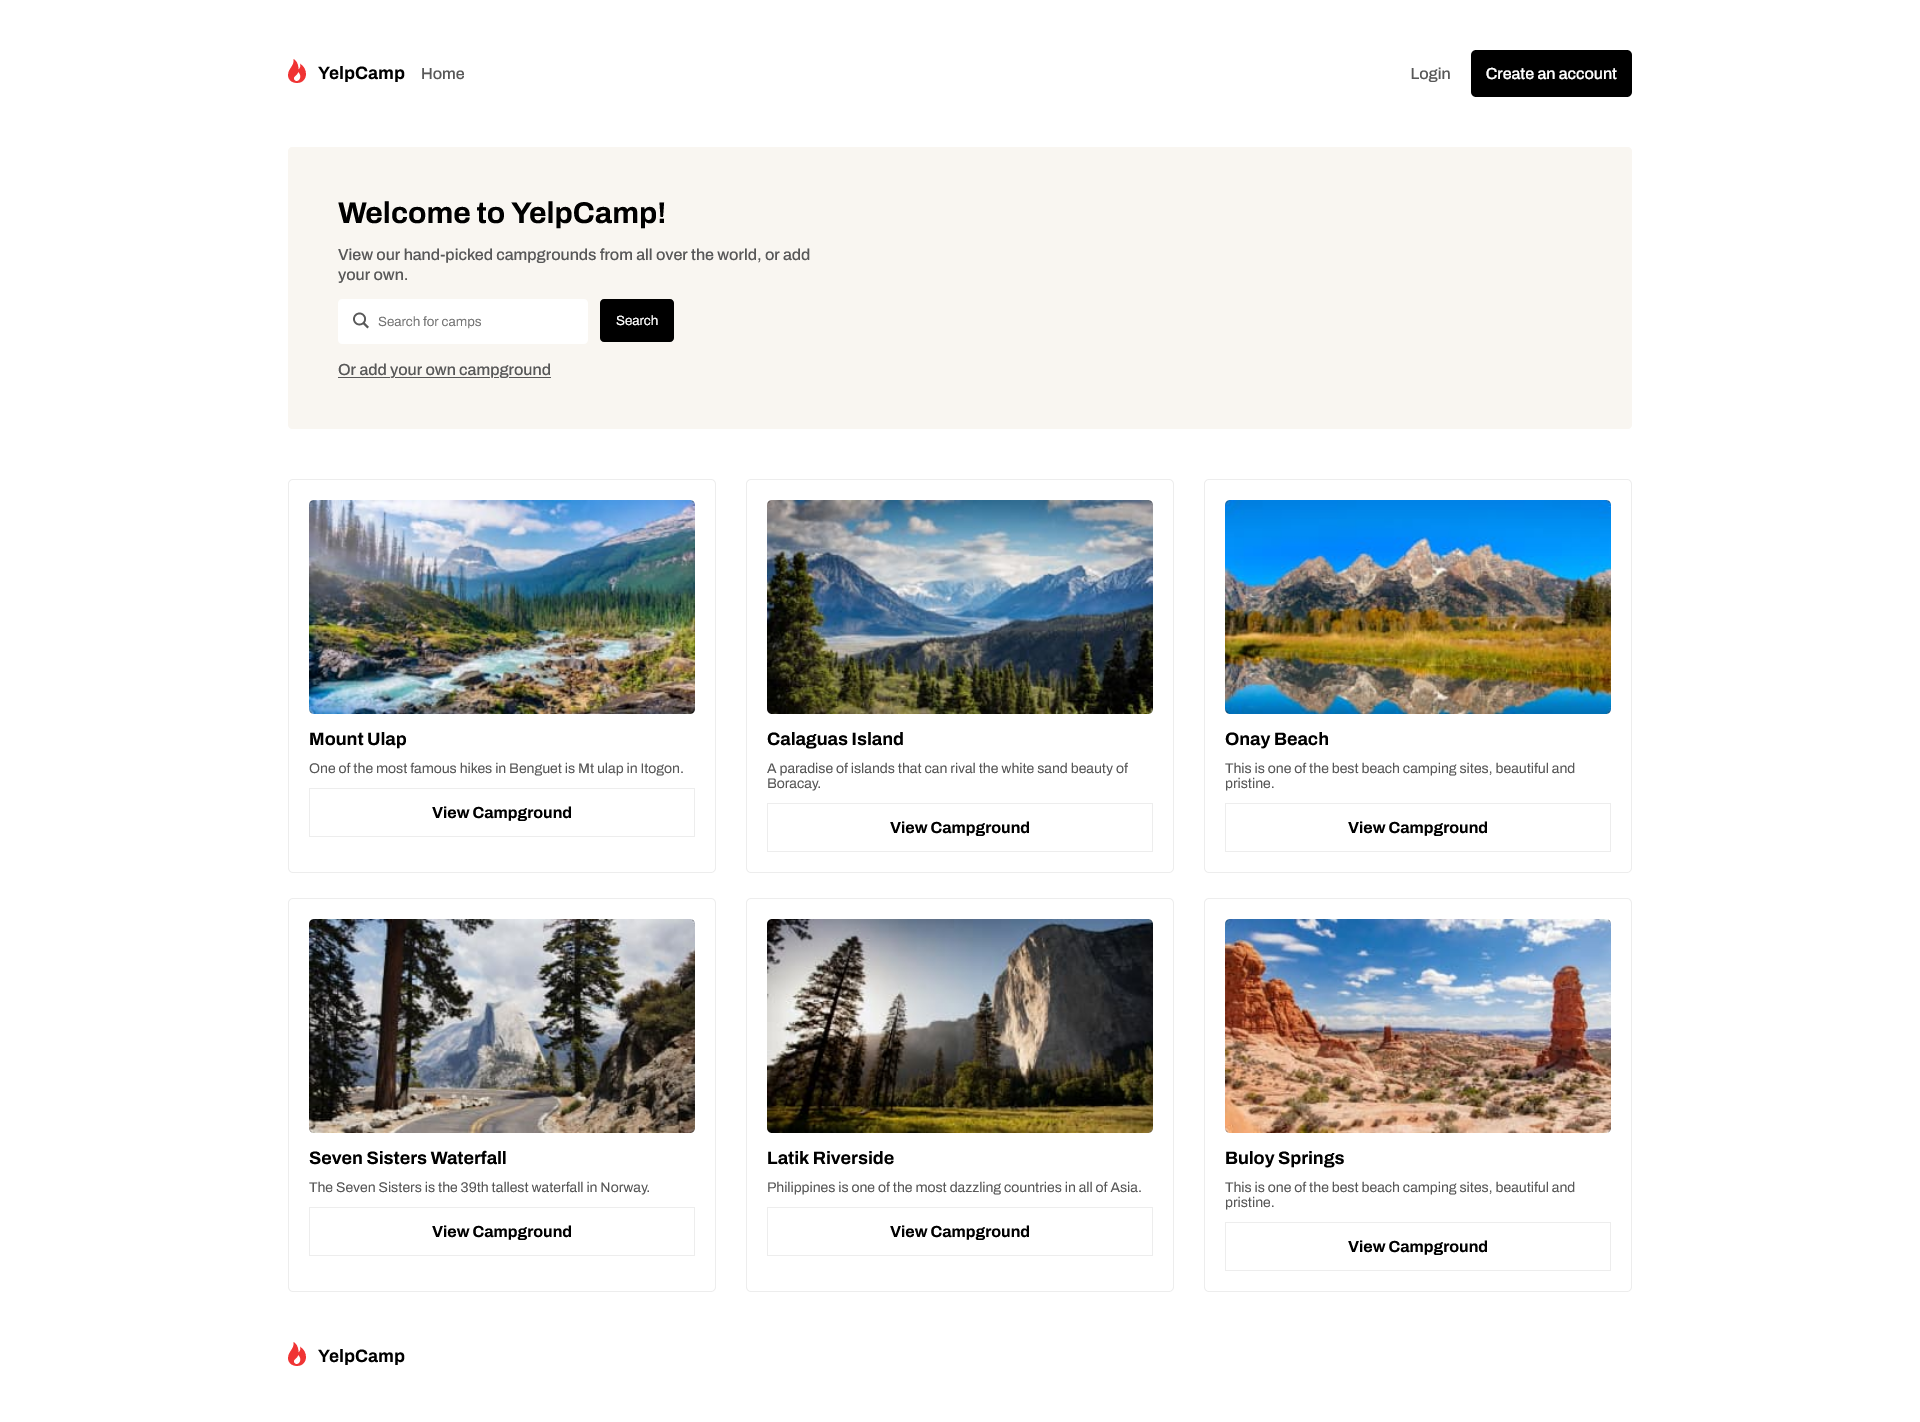 YelpCamp
Home
Login
Create an account
Welcome to YelpCamp!
View our hand-picked campgrounds from all over the world, or add
your own.
Search for camps
Search
Or add your own campground
Mount Ulap
One of the most famous hikes in Benguet is Mt ulap in Itogon.
View Campground
Calaguas Island
A paradise of islands that can rival the white sand beauty of
Boracay.
View Campground
Onay Beach
This is one of the best beach camping sites, beautiful and
pristine.
View Campground
Seven Sisters Waterfall
The Seven Sisters is the 39th tallest waterfall in Norway.
View Campground
Latik Riverside
Philippines is one of the most dazzling countries in all of Asia.
View Campground
Buloy Springs
This is one of the best beach camping sites, beautiful and
pristine.
View Campground
YelpCamp